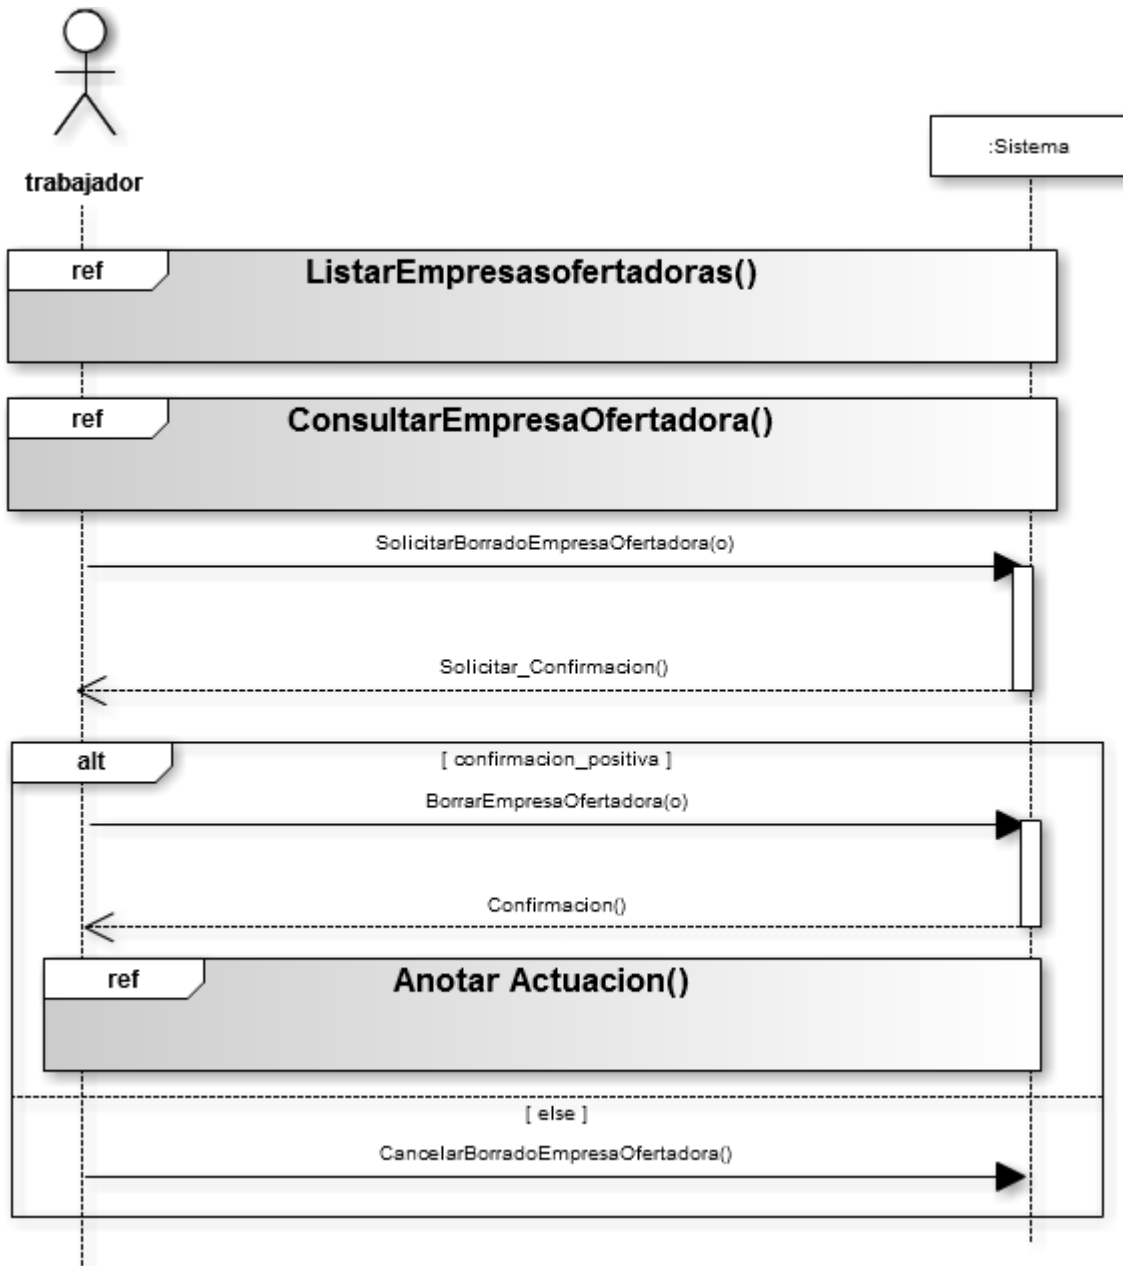 trabajador
:Sistema
ref
ListarEmpresasofertadoras()
ref
ConsultarEmpresaOfertadora()
SolicitarBorradoEmpresaOfertadora(o)
Solicitar_Confirmacion()
alt
[ confirmacion_positiva ]
BorrarEmpresaOfertadora(o)
Confirmacion()
ref
Anotar Actuacion()
[ else ]
CancelarBorradoEmpresaOfertadora()